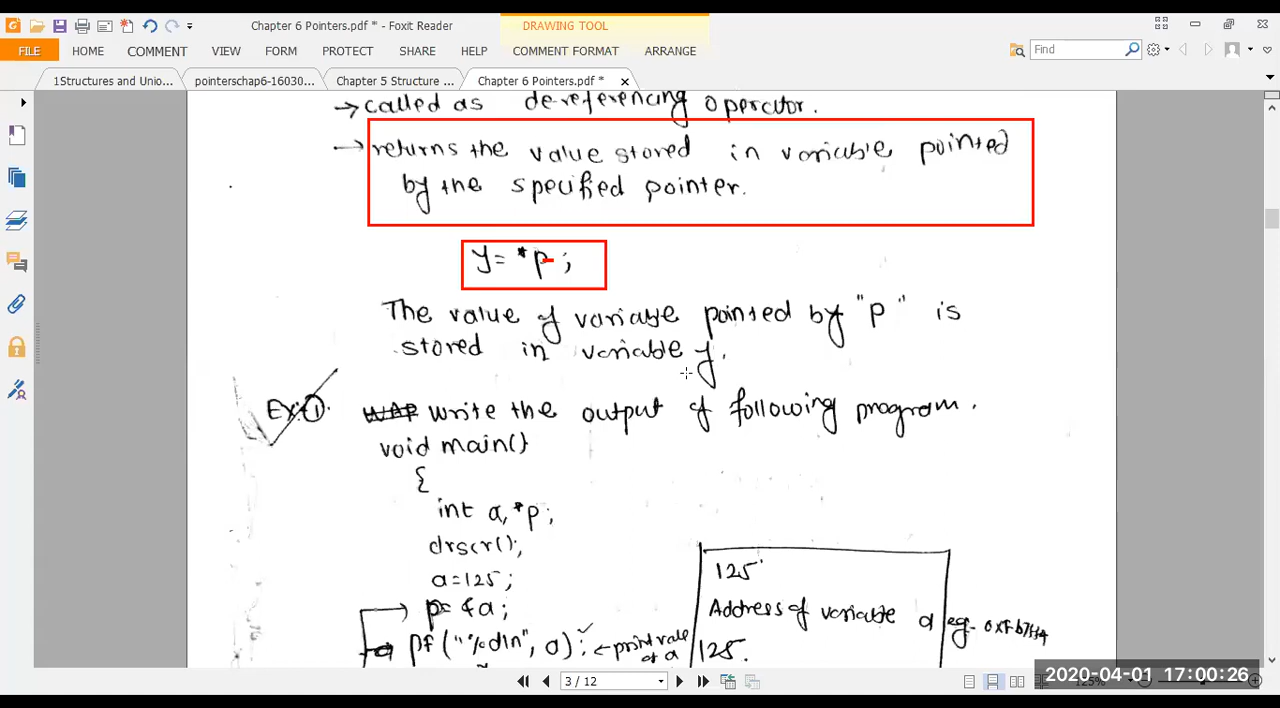 Chapter 6 Pointers.pdf * - Foxit Reader
DRAWING TOOL
FILE HOME COMMENT VIEW FORM PROTECT SHARE HELP COMMENT FORMAT ARRANGE Find
1Structures and Unio... pointerschap6-16030... Chapter 5 Structure ... Chapter 6 Pointers.pdf *
→ called as dereferencing operator.
→ returns the value stored in variable pointed
by the specified pointer.
y = *p ;
The value of variable pointed by "p" is
stored in variable y.
Ex:① WAP write the output of following program.
void main()
{
int a, *p;
clrscr();
a=125;
p= &a;
pf ("%d\n", a); ← print value
of a
125
Address of variable a eg- 
125.
3 / 12
125%
2020-04-01 17:00:26